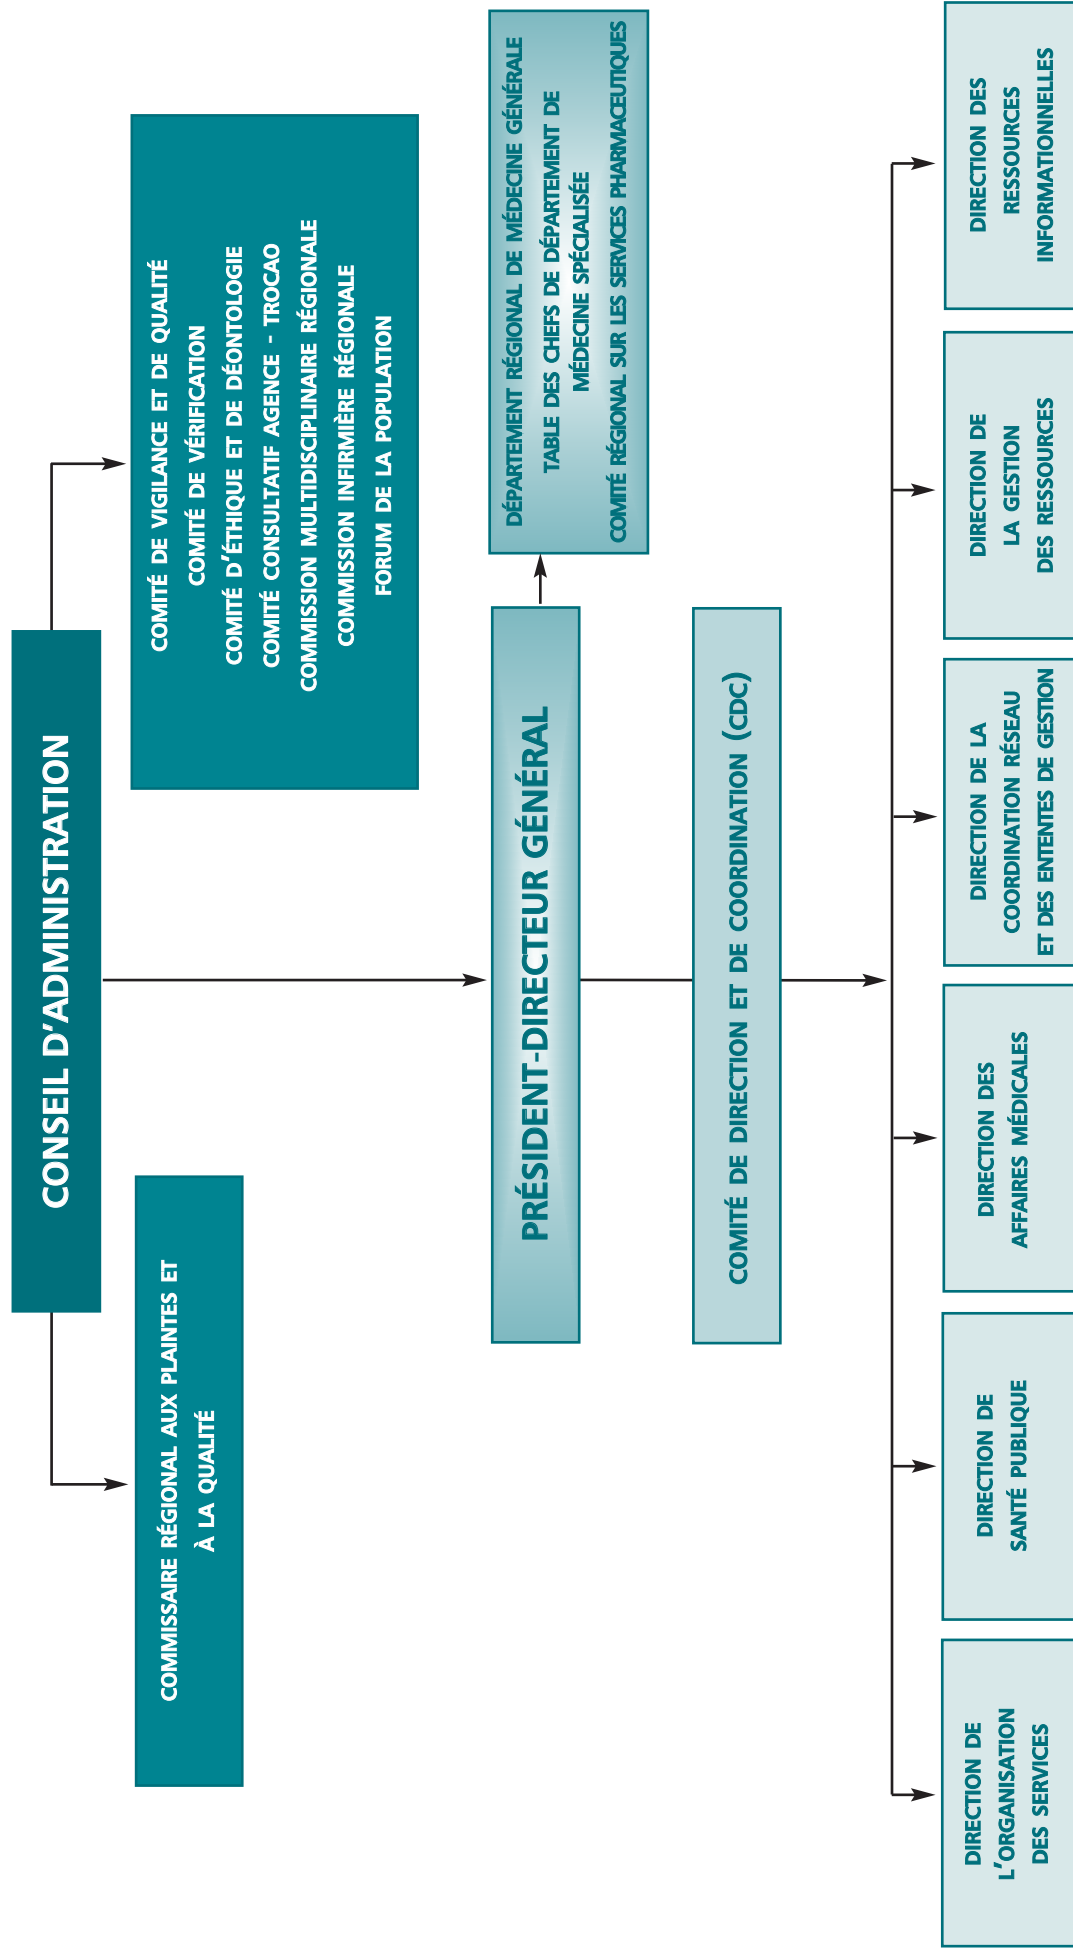 CONSEIL D'ADMINISTRATION
COMMISSAIRE RÉGIONAL AUX PLAINTES ET
À LA QUALITÉ
COMITÉ DE VIGILANCE ET DE QUALITÉ
COMITÉ DE VÉRIFICATION
COMITÉ D'ÉTHIQUE ET DE DÉONTOLOGIE
COMITÉ CONSULTATIF AGENCE - TROCAO
COMMISSION MULTIDISCIPLINAIRE RÉGIONALE
COMMISSION INFIRMIÈRE RÉGIONALE
FORUM DE LA POPULATION
PRÉSIDENT-DIRECTEUR GÉNÉRAL
DÉPARTEMENT RÉGIONAL DE MÉDECINE GÉNÉRALE
TABLE DES CHEFS DE DÉPARTEMENT DE
MÉDECINE SPÉCIALISÉE
COMITÉ RÉGIONAL SUR LES SERVICES PHARMACEUTIQUES
COMITÉ DE DIRECTION ET DE COORDINATION (CDC)
DIRECTION DE
L'ORGANISATION
DES SERVICES
DIRECTION DE
SANTÉ PUBLIQUE
DIRECTION DES
AFFAIRES MÉDICALES
DIRECTION DE LA
COORDINATION RÉSEAU
ET DES ENTENTES DE GESTION
DIRECTION DE
LA GESTION
DES RESSOURCES
DIRECTION DES
RESSOURCES
INFORMATIONNELLES